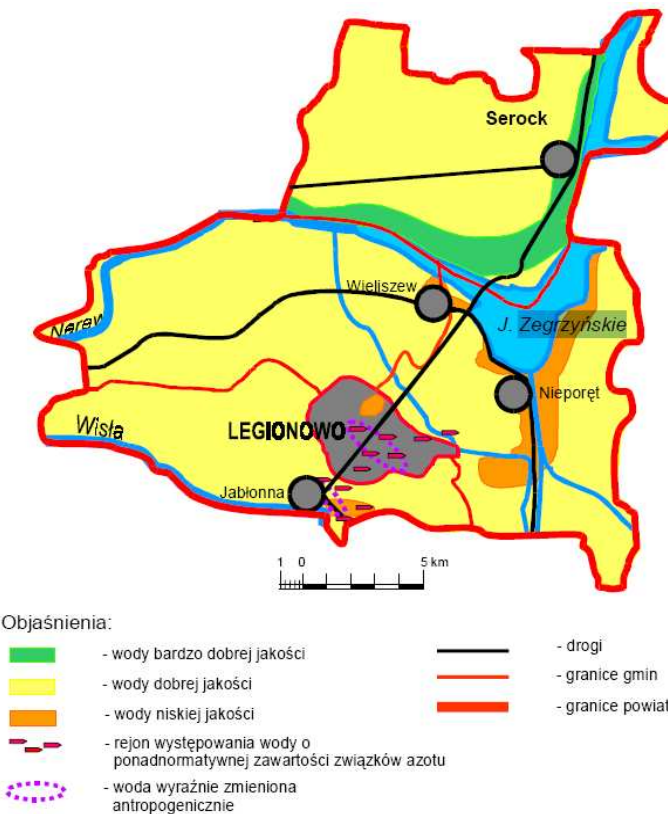 Serock
Wieliszew
Narew
J. Zegrzyńskie
Nieporęt
Wisła
LEGIONOWO
Jabłonna
1 0 5 km
Objaśnienia:
- wody bardzo dobrej jakości
- wody dobrej jakości
- wody niskiej jakości
- rejon występowania wody o
ponadnormatywnej zawartości związków azotu
- woda wyraźnie zmieniona
antropogenicznie
- drogi
- granice gmin
- granice powiat